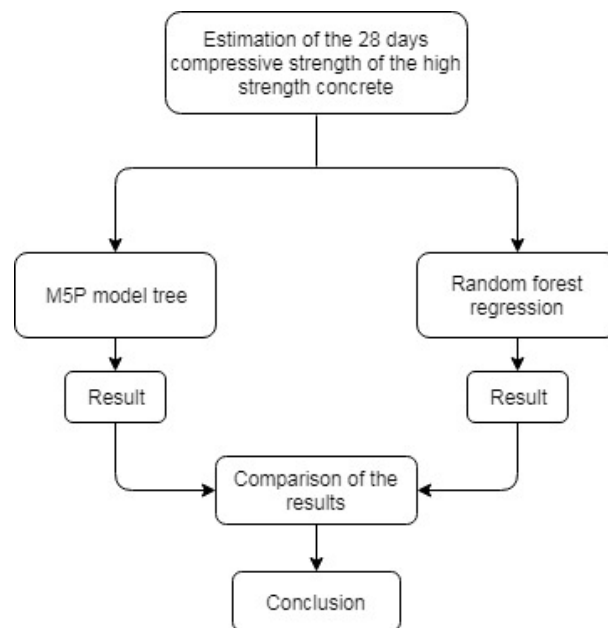 Estimation of the 28 days
compressive strength of the high
strength concrete
M5P model tree
Random forest
regression
Result
Result
Comparison of the
results
Conclusion